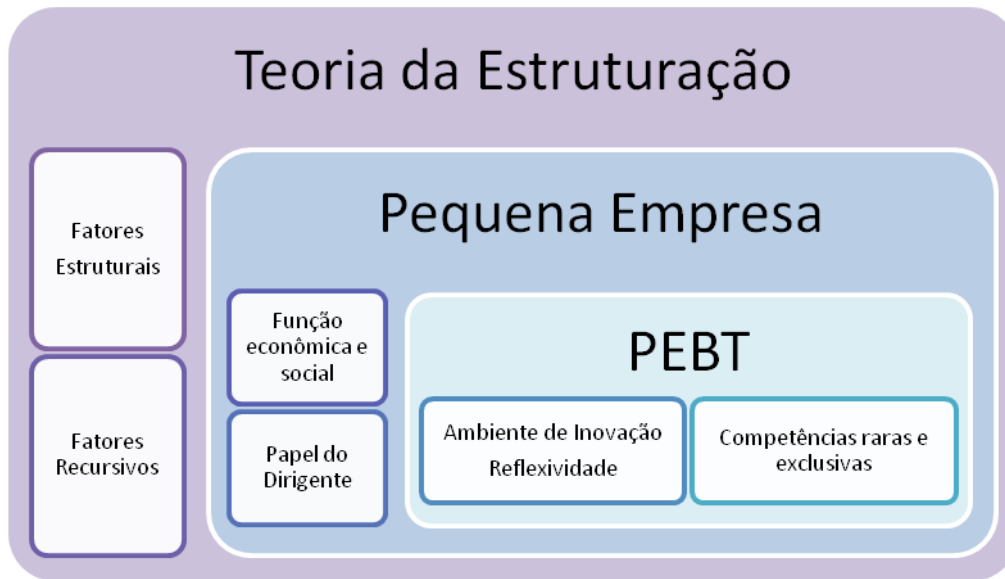 Teoria da Estruturação
Fatores
Estruturais
Fatores
Recursivos
Pequena Empresa
Função
econômica e
social
Papel do
Dirigente
PEBT
Ambiente de Inovação
Reflexividade
Competências raras e
exclusivas